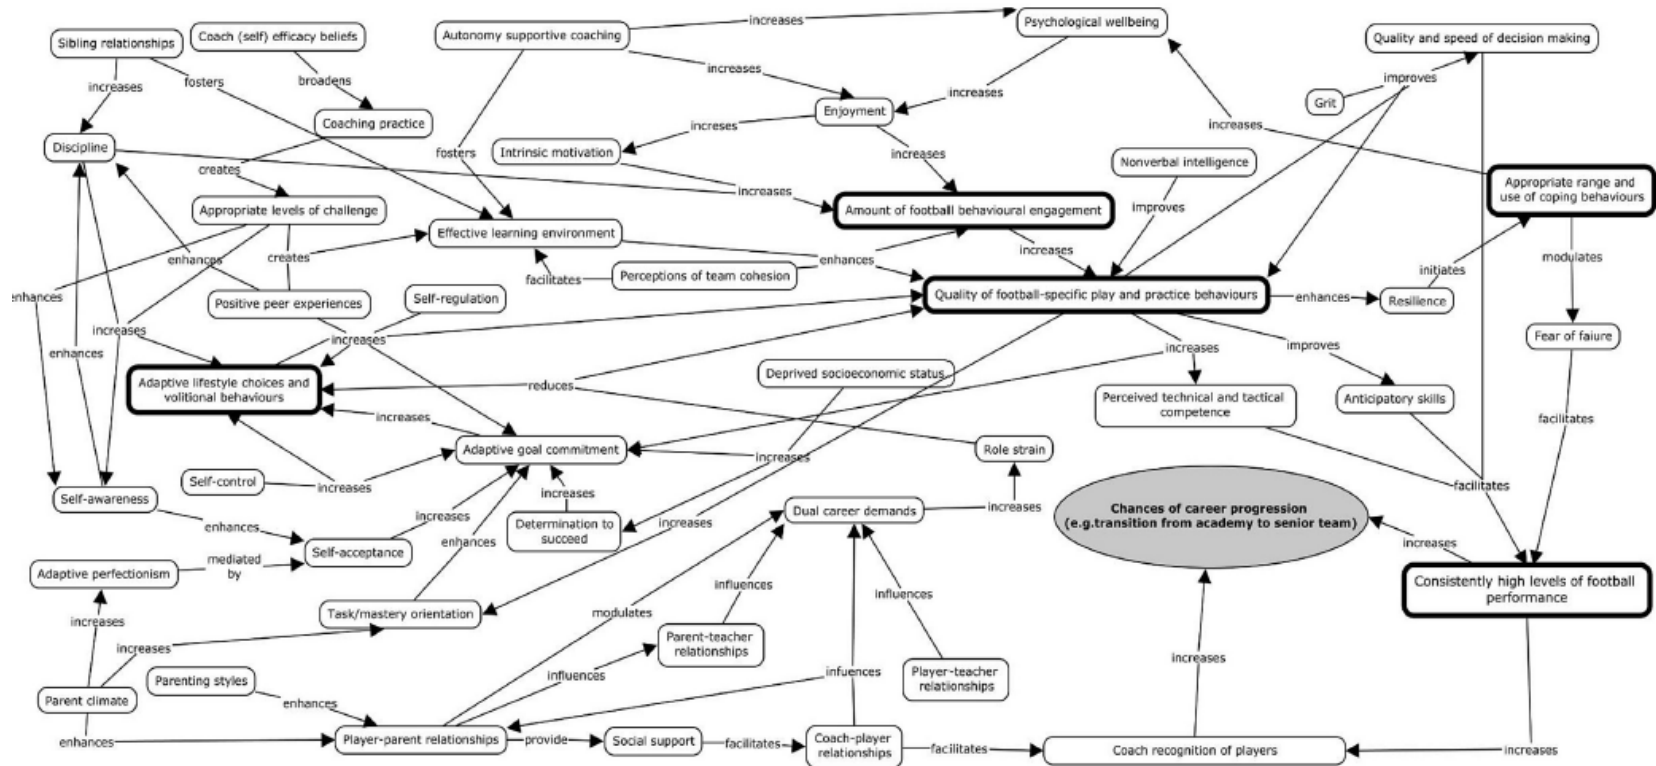 Sibling relationships
Coach (self) efficacy beliefs
Autonomy supportive coaching
increases
Psychological wellbeing
Quality and speed of decision making
increases
broadens
fosters
increases
improves
Grit
increases
Enjoyment
Coaching practice
increses
increases
Discipline
Intrinsic motivation
fosters
increases
Nonverbal intelligence
creates
increases
Appropriate range and
use of coping behaviours
Appropriate levels of challenge
Amount of football behavioural engagement
improves
Effective learning environment
increases
enhances
creates
enhances
modulates
facilitates
Perceptions of team cohesion
initiates
enhances
Positive peer experiences
Self-regulation
Quality of football-specific play and practice behaviours
enhances
Resilience
increases
increases
Fear of faiure
enhances
increases
improves
Adaptive lifestyle choices and
volitional behaviours
reduces
Deprived socioeconomic status
Perceived technical and tactical
competence
Anticipatory skills
increases
facilitates
Adaptive goal commitment
increases
Role strain
Self-control
increases
facilitates
Self-awareness
increases
increases
Dual career demands
increases
Chances of career progression
(e.g.transition from academy to senior team)
enhances
increases
Determination to
succeed
increases
enhances
Self-acceptance
increases
Adaptive perfectionism
mediated
by
influences
influences
Consistently high levels of football
performance
Task/mastery orientation
modulates
increases
Parent-teacher
relationships
increases
increases
Parenting styles
influences
infuences
Player-teacher
relationships
Parent climate
enhances
enhances
Player-parent relationships
provide
Social support
facilitates
Coach-player
relationships
facilitates
Coach recognition of players
increases